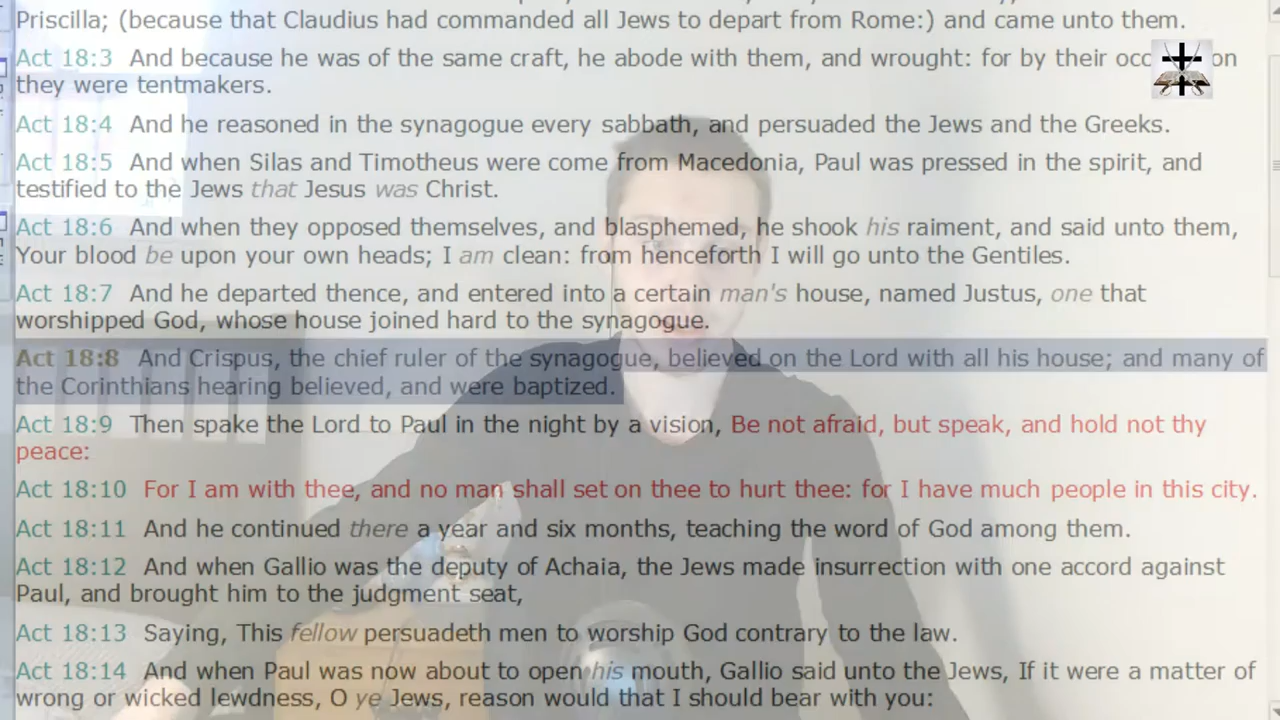 Priscilla; (because that Claudius had commanded all Jews to depart from Rome:) and came unto them.
Act 18:3 And because he was of the same craft, he abode with them, and wrought: for by their occ on
they were tentmakers.
Act 18:4 And he reasoned in the synagogue every sabbath, and persuaded the Jews and the Greeks.
Act 18:5 And when Silas and Timotheus were come from Macedonia, Paul was pressed in the spirit, and
testified to the Jews that Jesus was Christ.
Act 18:6 And when they opposed themselves, and blasphemed, he shook his raiment, and said unto them,
Your blood be upon your own heads; I am clean: from henceforth I will go unto the Gentiles.
Act 18:7 And he departed thence, and entered into a certain man's house, named Justus, one that
worshipped God, whose house joined hard to the synagogue.
Act 18:8 And Crispus, the chief ruler of the synagogue, believed on the Lord with all his house; and many of
the Corinthians hearing believed, and were baptized.
Act 18:9 Then spake the Lord to Paul in the night by a vision, Be not afraid, but speak, and hold not thy
peace:
Act 18:10 For I am with thee, and no man shall set on thee to hurt thee: for I have much people in this city.
Act 18:11 And he continued there a year and six months, teaching the word of God among them.
Act 18:12 And when Gallio was the deputy of Achaia, the Jews made insurrection with one accord against
Paul, and brought him to the judgment seat,
Act 18:13 Saying, This fellow persuadeth men to worship God contrary to the law.
Act 18:14 And when Paul was now about to open his mouth, Gallio said unto the Jews, If it were a matter of
wrong or wicked lewdness, O ye Jews, reason would that I should bear with you: